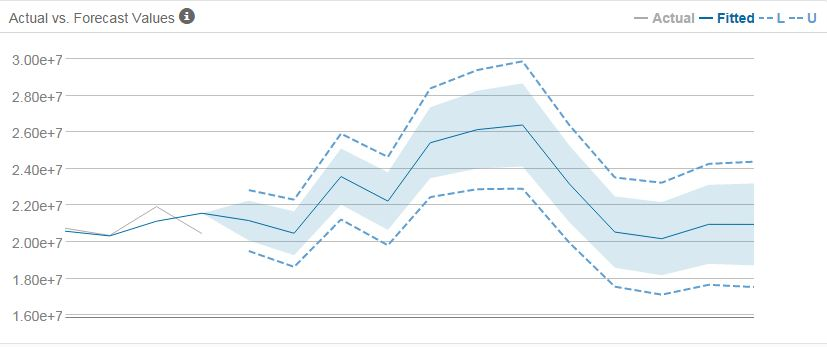 Actual vs. Forecast Values i
Actual Fitted L U
3.00e+7
2.80e+7
2.60e+7
2.40e+7
2.20e+7
2.00e+7
1.80e+7
1.60e+7